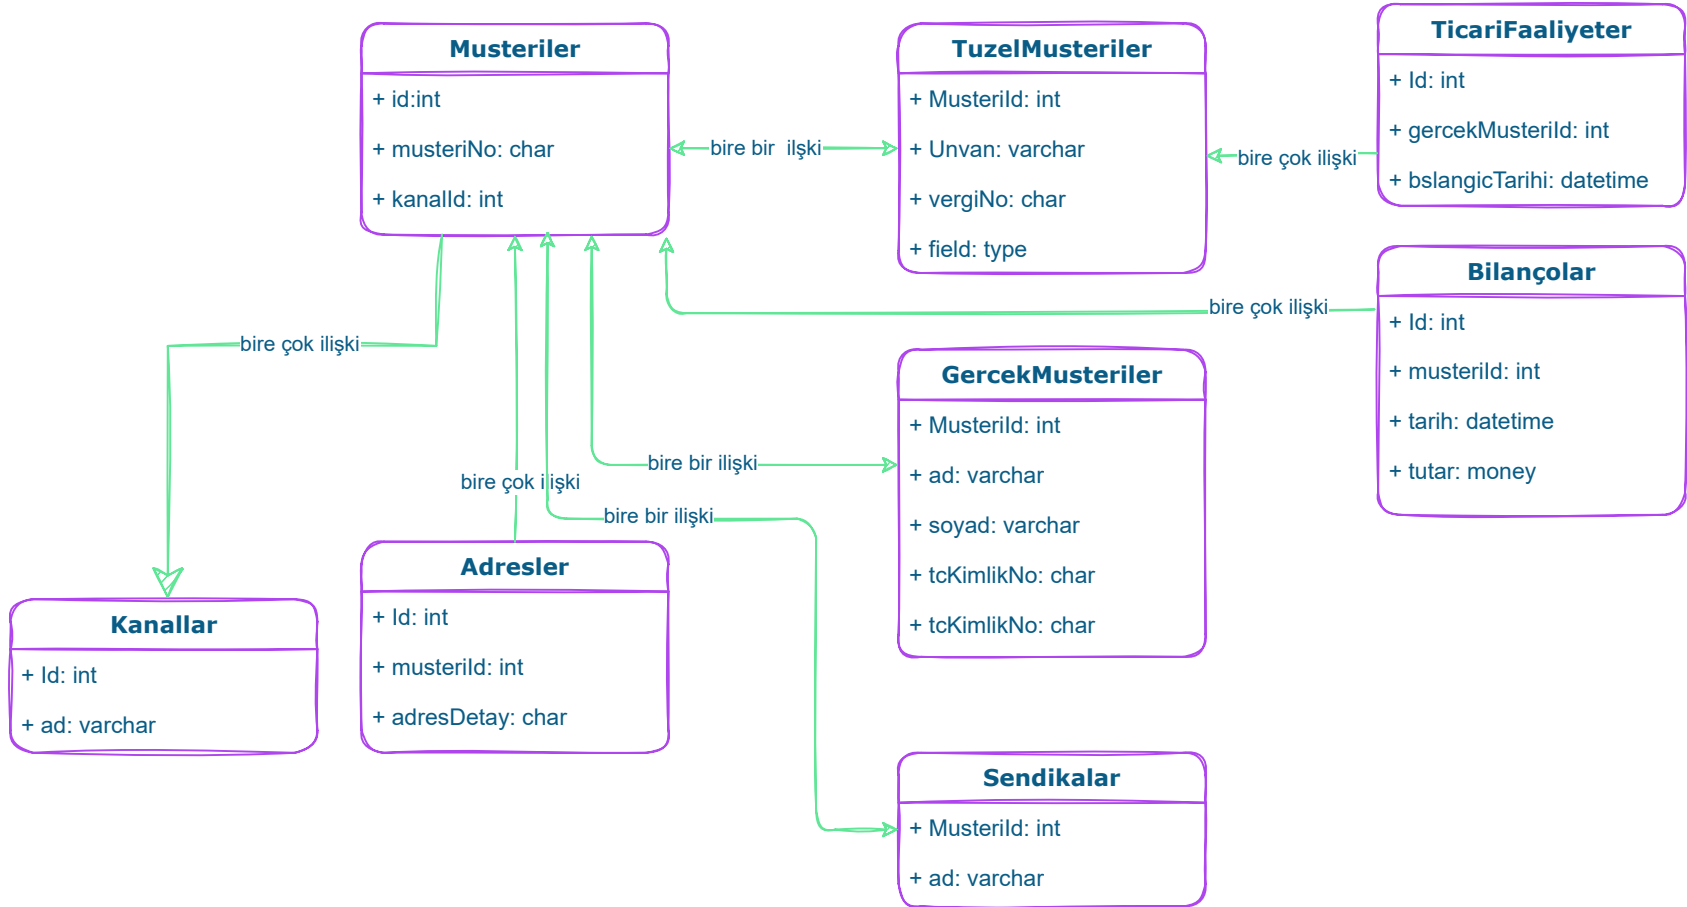 Musteriler
+ id:int
+ musteriNo: char
+ kanalId: int
TuzelMusteriler
+ MusteriId: int
+ Unvan: varchar
+ vergiNo: char
+ field: type
TicariFaaliyeter
+ Id: int
+ gercekMusteriId: int
+ bslangicTarihi: datetime
bire bir  ilşki
bire çok ilişki
Bilançolar
+ Id: int
+ musteriId: int
+ tarih: datetime
+ tutar: money
bire çok ilişki
bire çok ilişki
GercekMusteriler
+ MusteriId: int
+ ad: varchar
+ soyad: varchar
+ tcKimlikNo: char
+ tcKimlikNo: char
bire bir ilişki
bire çok ilişki
bire bir ilişki
Adresler
+ Id: int
+ musteriId: int
+ adresDetay: char
Kanallar
+ Id: int
+ ad: varchar
Sendikalar
+ MusteriId: int
+ ad: varchar